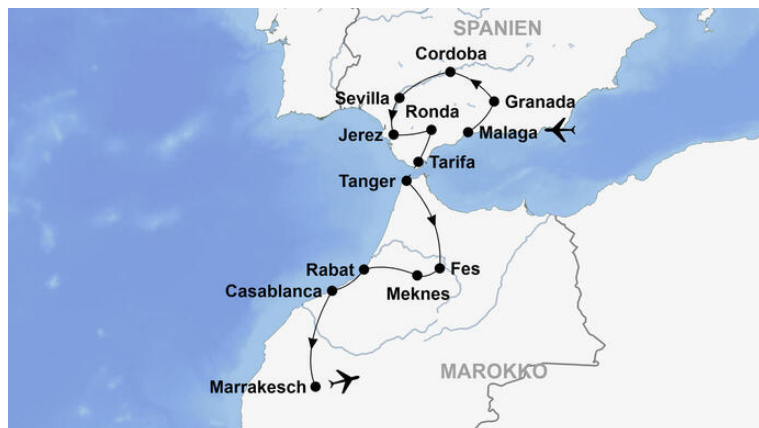 SPANIEN
Cordoba
Sevilla
Granada
Ronda
Jerez
Malaga
Tarifa
Tanger
Rabat
Fes
Casablanca
Meknes
MAROKKO
Marrakesch